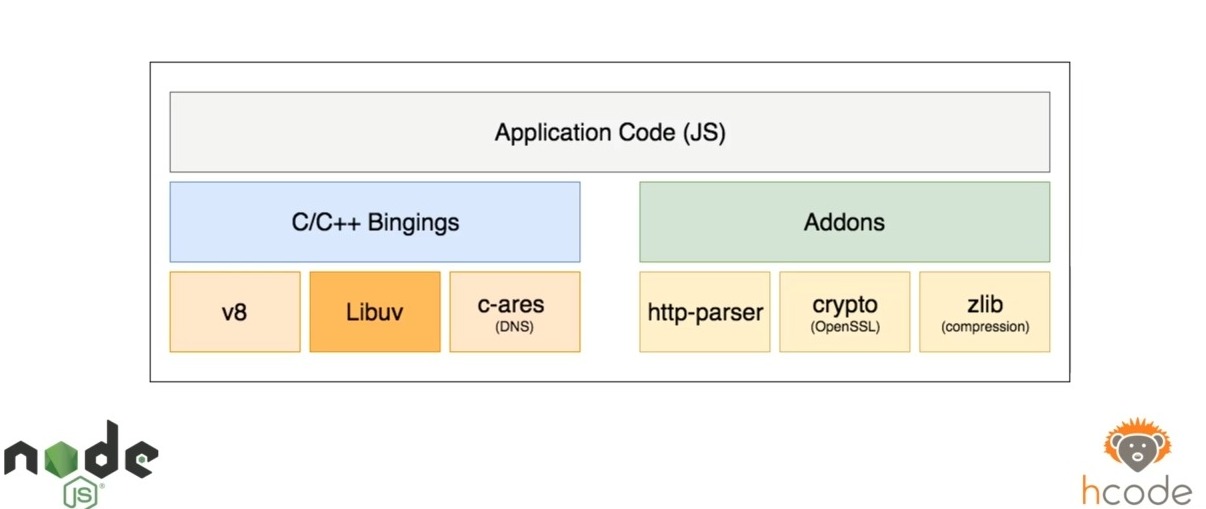 Application Code (JS)
C/C++ Bingings
Addons
v8
Libuv
c-ares
(DNS)
http-parser
crypto
(OpenSSL)
zlib
(compression)
node
JS®
hcode